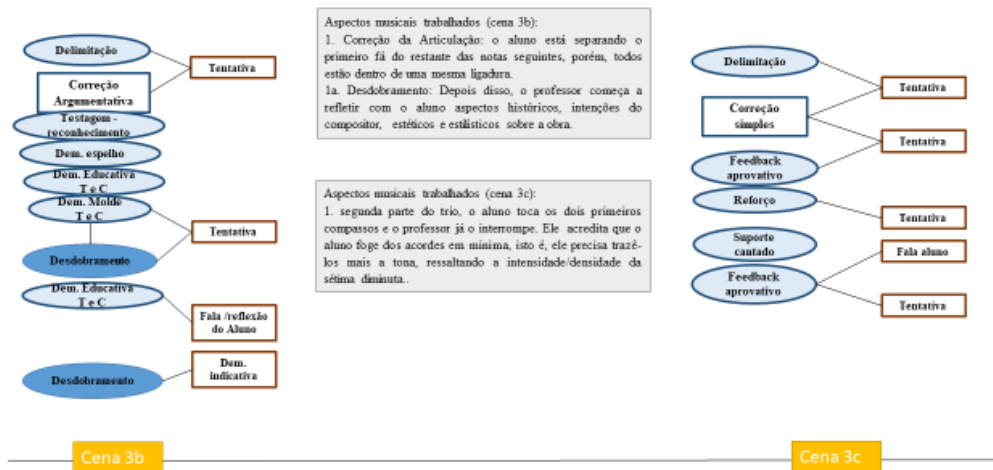 Delimitação
Tentativa
Correção
Argumentativa
Testagem -
reconhecimento
Dem. espelho
Dem. Educativa
T e C
Dem. Molde
T e C
Tentativa
Desdobramento
Dem. Educativa
T e C
Fala /reflexão
do Aluno
Dem.
indicativa
Desdobramento
Cena 3b
Aspectos musicais trabalhados (cena 3b):
1. Correção da Articulação: o aluno está separando o
primeiro fá do restante das notas seguintes, porém, todos
estão dentro de uma mesma ligadura.
1a. Desdobramento: Depois disso, o professor começa a
refletir com o aluno aspectos históricos, intenções do
compositor, estéticos e estilísticos sobre a obra.
Aspectos musicais trabalhados (cena 3c):
1. segunda parte do trio, o aluno toca os dois primeiros
compassos e o professor já o interrompe. Ele acredita que o
aluno foge dos acordes em mínima, isto é, ele precisa trazê-
los mais a tona, ressaltando a intensidade/densidade da
sétima diminuta..
Delimitação
Tentativa
Correção
simples
Tentativa
Feedback
aprovativo
Reforço
Tentativa
Suporte
cantado
Fala aluno
Feedback
aprovativo
Tentativa
Cena 3c